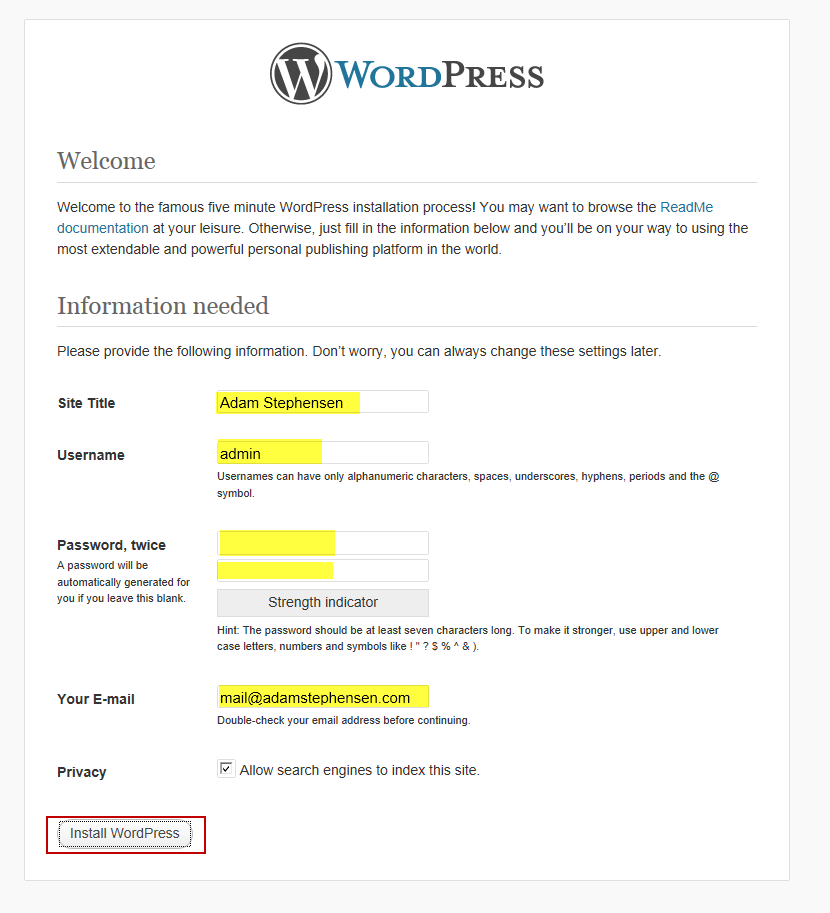 WORDPRESS
Welcome
Welcome to the famous five minute WordPress installation process! You may want to browse the ReadMe
documentation at your leisure. Otherwise, just fill in the information below and you'll be on your way to using the
most extendable and powerful personal publishing platform in the world.
Information needed
Please provide the following information. Don't worry, you can always change these settings later.
Site Title
Adam Stephensen
Username
admin
Usernames can have only alphanumeric characters, spaces, underscores, hyphens, periods and the @
symbol.
Password, twice
A password will be
automatically generated for
you if you leave this blank.
Strength indicator
Hint: The password should be at least seven characters long. To make it stronger, use upper and lower
case letters, numbers and symbols like ! " ? $ % ^ & ).
Your E-mail
mail@adamstephensen.com
Double-check your email address before continuing.
Privacy
Allow search engines to index this site.
Install WordPress